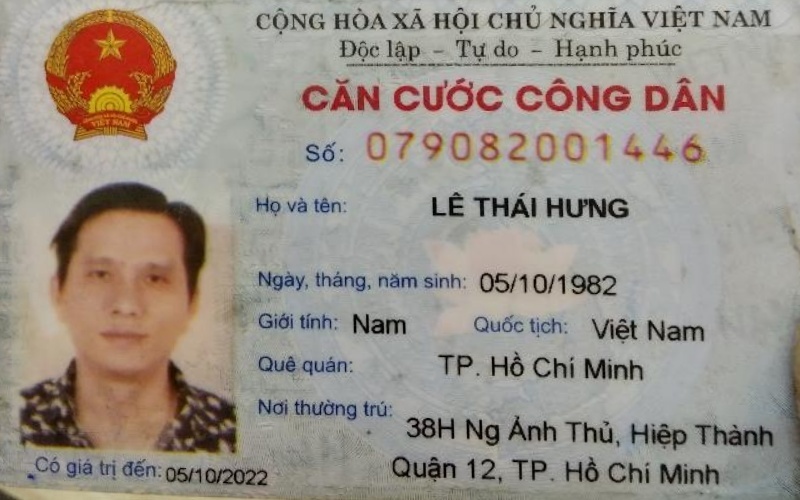 CỘNG HÒA XÃ HỘI CHỦ NGHĨA VIỆT NAM
Độc lập - Tự do - Hạnh phúc
CĂN CƯỚC CÔNG DÂN
Số: 079082001446
Họ và tên: LÊ THÁI HƯNG
Ngày, tháng, năm sinh: 05/10/1982
Giới tính: Nam Quốc tịch: Việt Nam
Quê quán: TP. Hồ Chí Minh
Nơi thường trú: 38H Ng Ảnh Thủ, Hiệp Thành
Quận 12, TP. Hồ Chí Minh
Có giá trị đến: 05/10/2022
VIỆT NAM